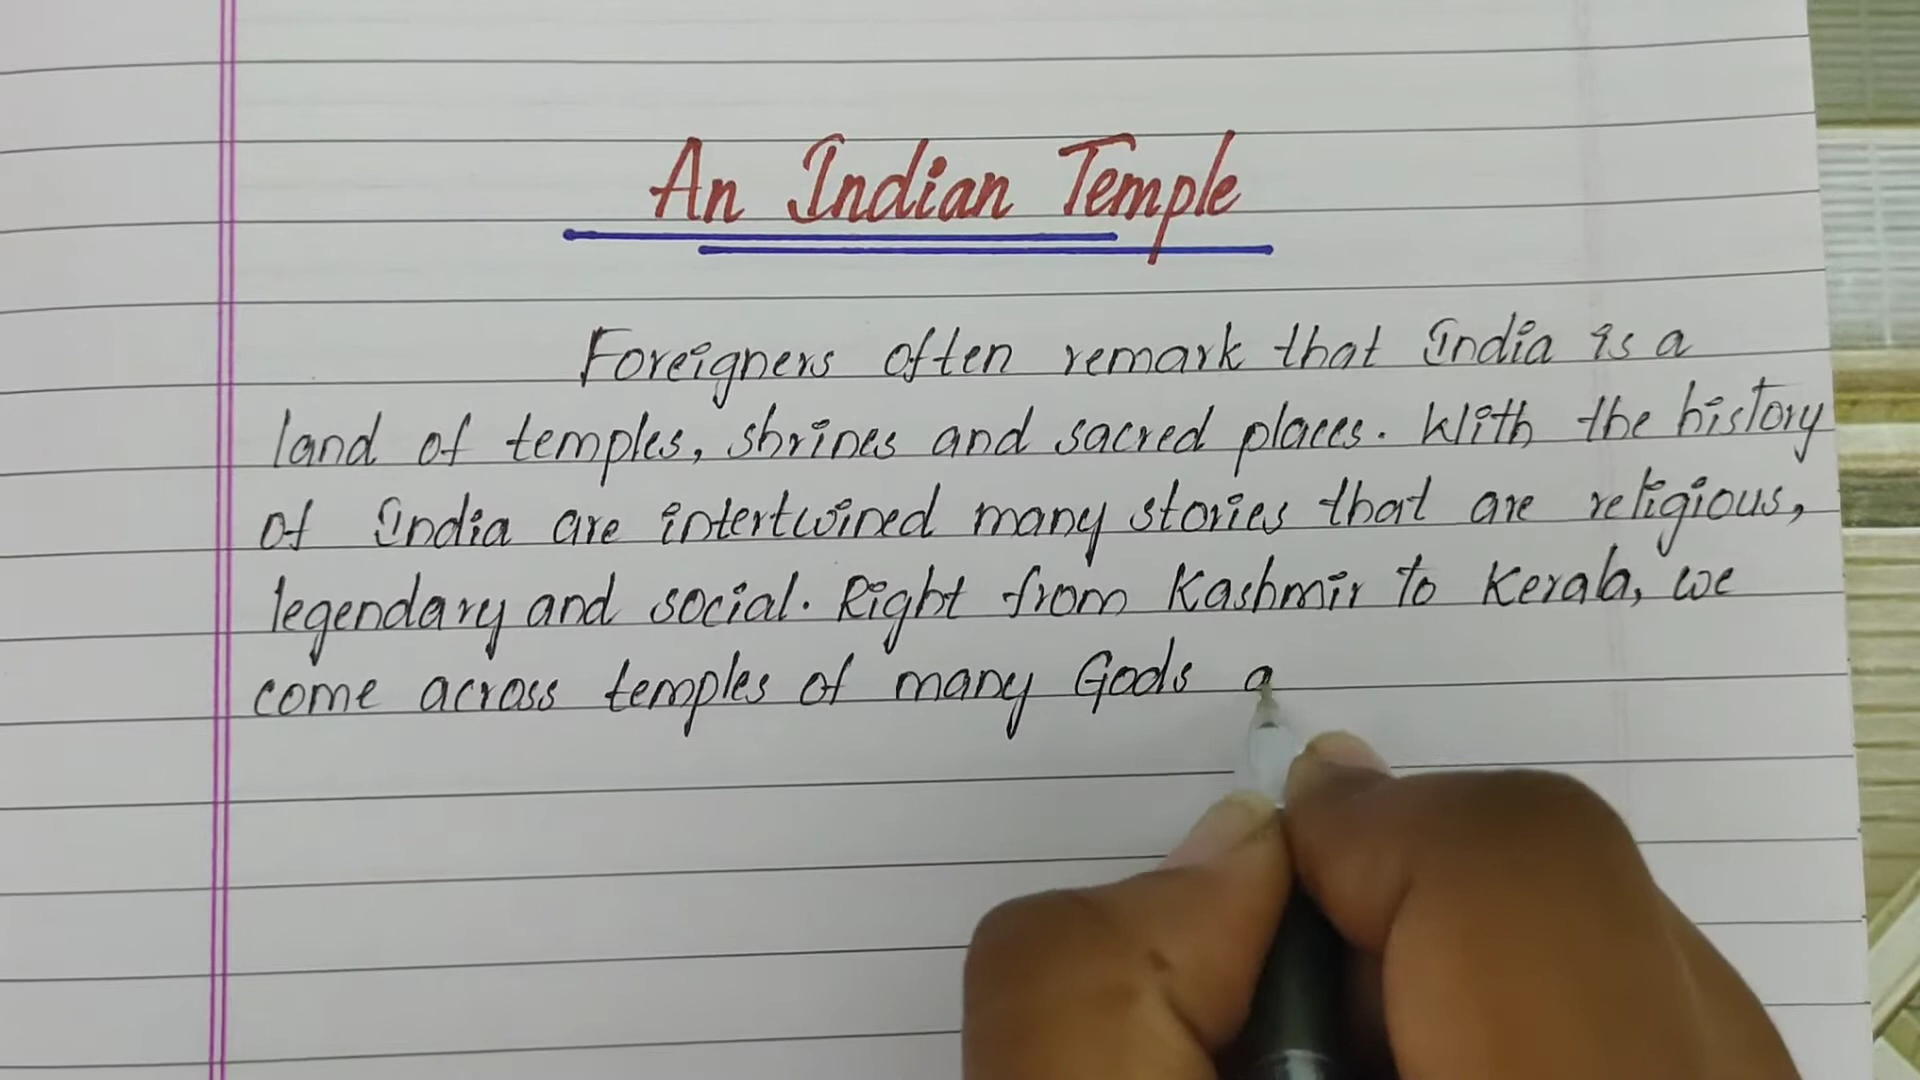 An Indian Temple
Foreigners often remark that India is a
land of temples, shrines and sacred places. With the history
of India are intertwined many stories that are religious,
legendary and social. Right from Kashmir to Kerala, we
come across temples of many Gods a